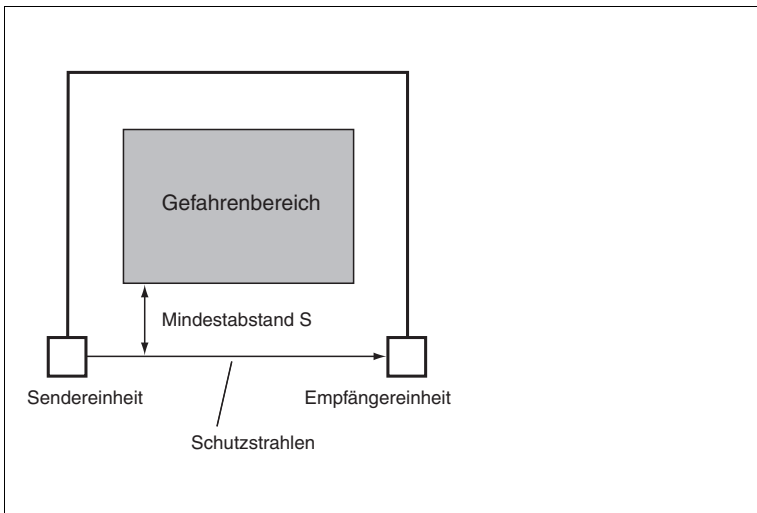 Gefahrenbereich
Mindestabstand S
Sendereinheit
Empfängereinheit
Schutzstrahlen